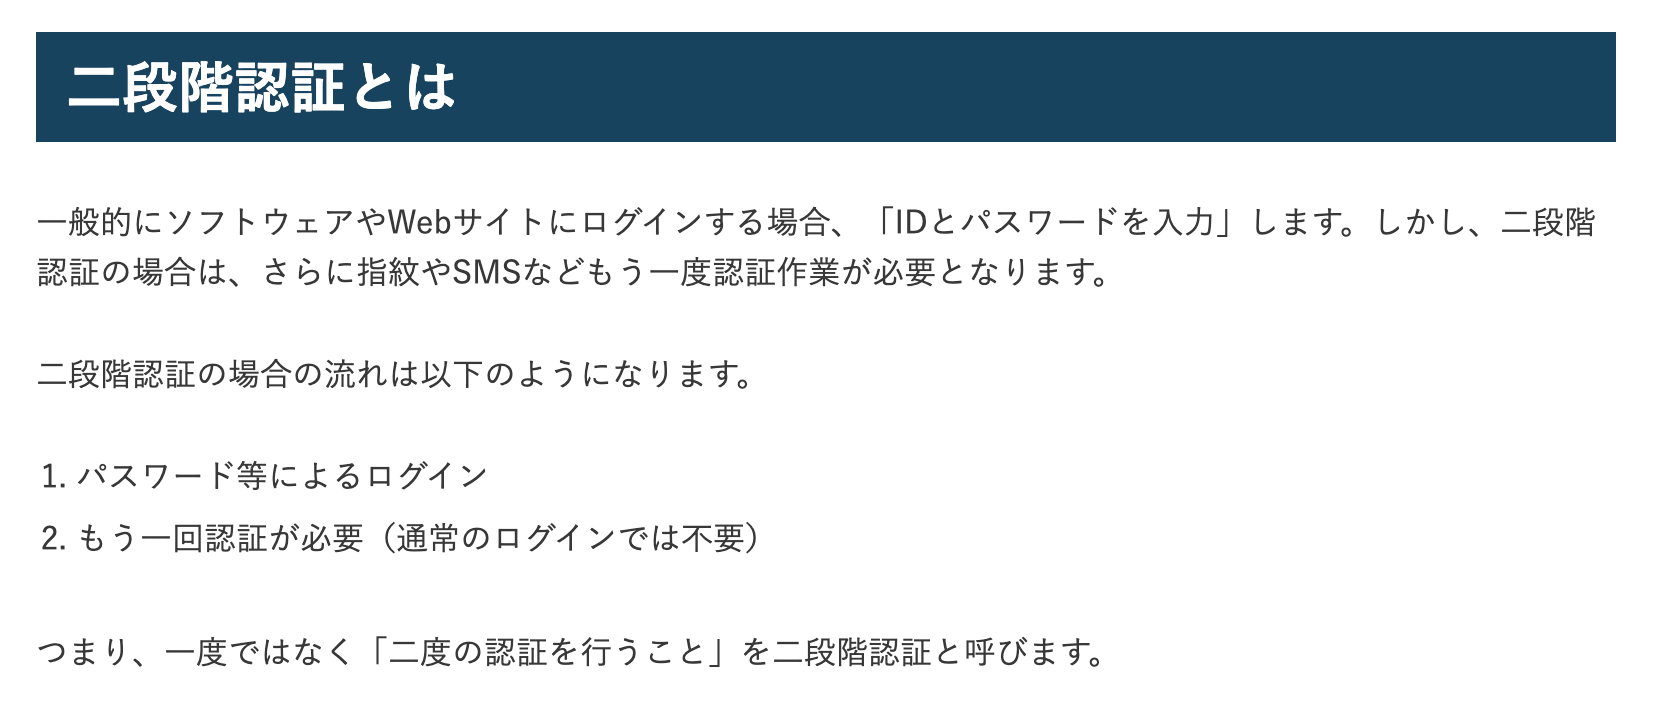 二段階認証とは
一般的にソフトウェアやWebサイトにログインする場合、「IDとパスワードを入力」します。しかし、二段階
認証の場合は、さらに指紋やSMSなどもう一度認証作業が必要となります。
二段階認証の場合の流れは以下のようになります。
1. パスワード等によるログイン
2. もう一回認証が必要（通常のログインでは不要）
つまり、一度ではなく「二度の認証を行うこと」を二段階認証と呼びます。